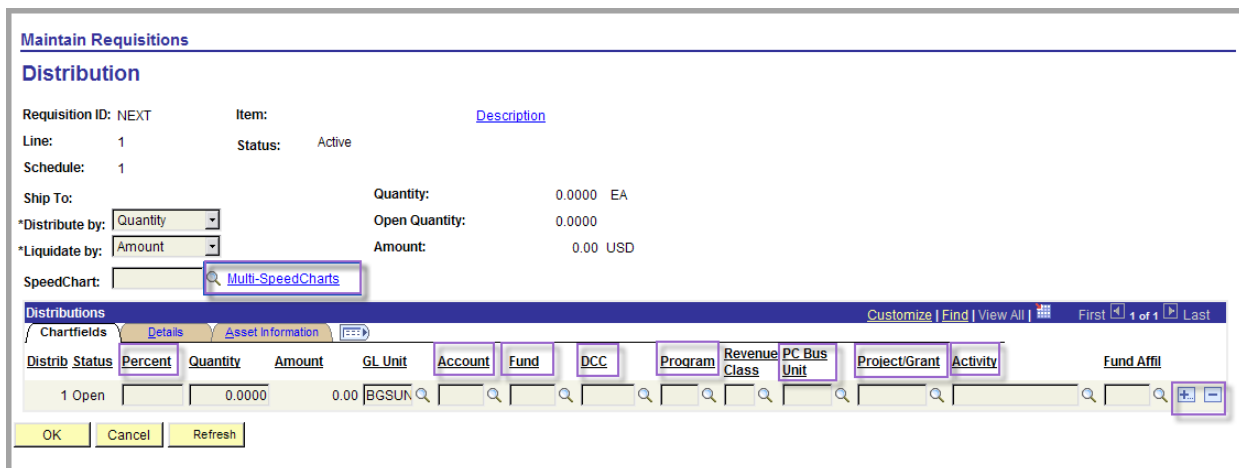 Maintain Requisitions
Distribution
Requisition ID: NEXT Item: Description
Line: 1 Status: Active
Schedule: 1
Ship To: Quantity: 0.0000 EA
*Distribute by: Quantity Open Quantity: 0.0000
*Liquidate by: Amount Amount: 0.00 USD
SpeedChart: Multi-SpeedCharts
Distributions Customize | Find | View All | First 1 of 1 Last
Chartfields Details Asset Information
Distrib Status Percent Quantity Amount GL Unit Account Fund DCC Program Revenue Class PC Bus Unit Project/Grant Activity Fund Affil
1 Open 0.0000 0.00 BGSUN
OK Cancel Refresh